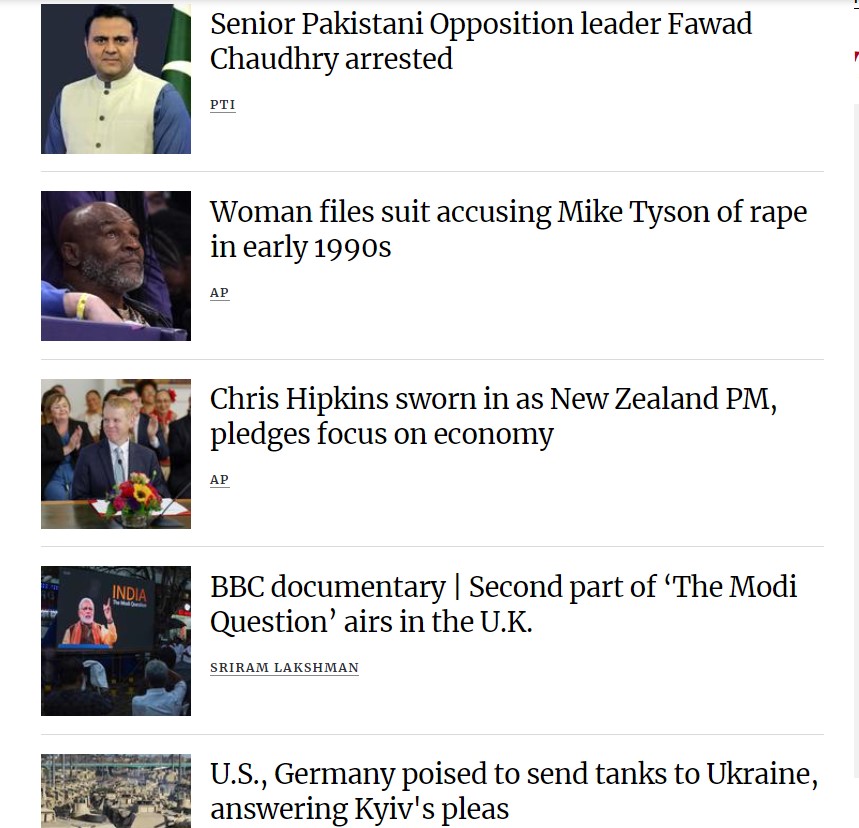 Senior Pakistani Opposition leader Fawad
Chaudhry arrested
PTI
Woman files suit accusing Mike Tyson of rape
in early 1990s
AP
Chris Hipkins sworn in as New Zealand PM,
pledges focus on economy
AP
INDIA
The Modi Question
BBC documentary | Second part of ‘The Modi
Question’ airs in the U.K.
SRIRAM LAKSHMAN
U.S., Germany poised to send tanks to Ukraine,
answering Kyiv's pleas